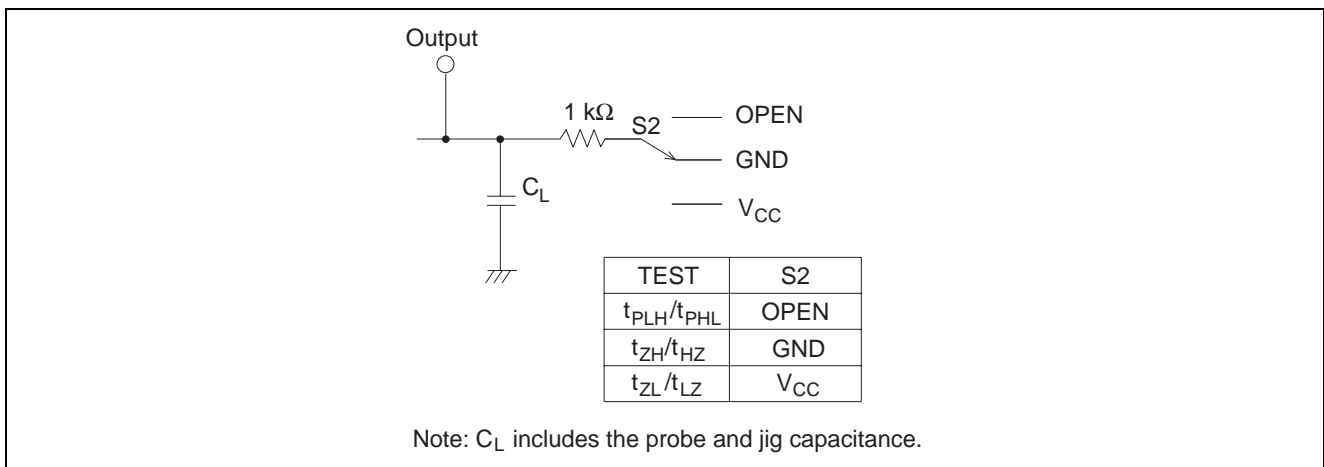 Output
1 kΩ
S2
OPEN
GND
V_CC
C_L
TEST S2
t_PLH/t_PHL OPEN
t_ZH/t_HZ GND
t_ZL/t_LZ V_CC
Note: C_L includes the probe and jig capacitance.